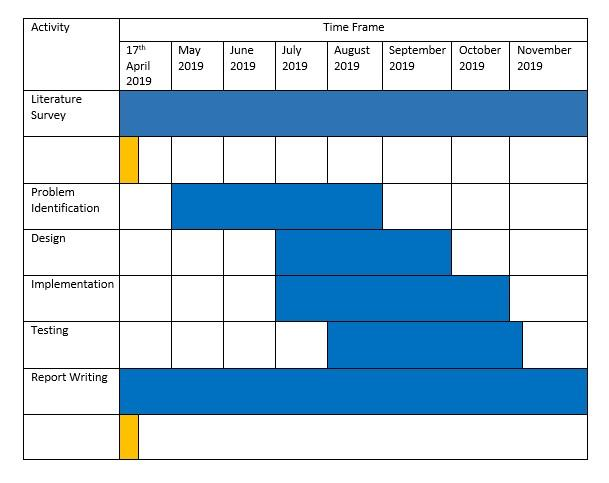 Activity
Time Frame
17th
April
2019
May
2019
June
2019
July
2019
August
2019
September
2019
October
2019
November
2019
Literature
Survey
Problem
Identification
Design
Implementation
Testing
Report Writing